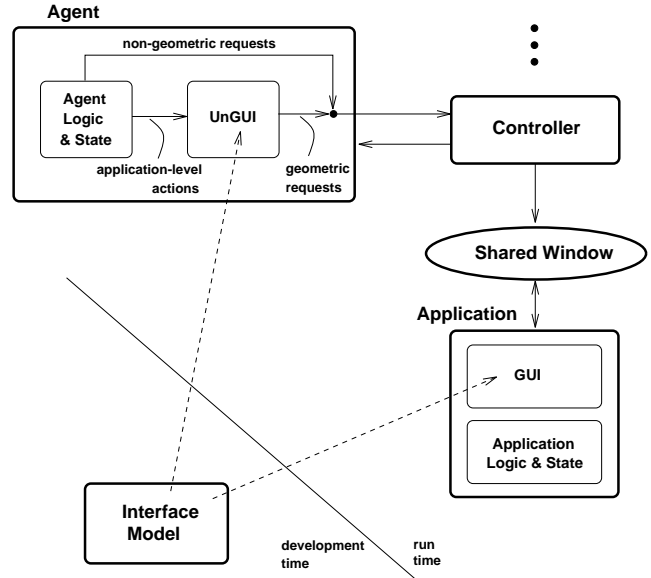 Agent
non-geometric requests
Agent
Logic
& State
UnGUI
application-level
actions
geometric
requests
Controller
Shared Window
Application
GUI
Application
Logic & State
Interface
Model
development
time
run
time